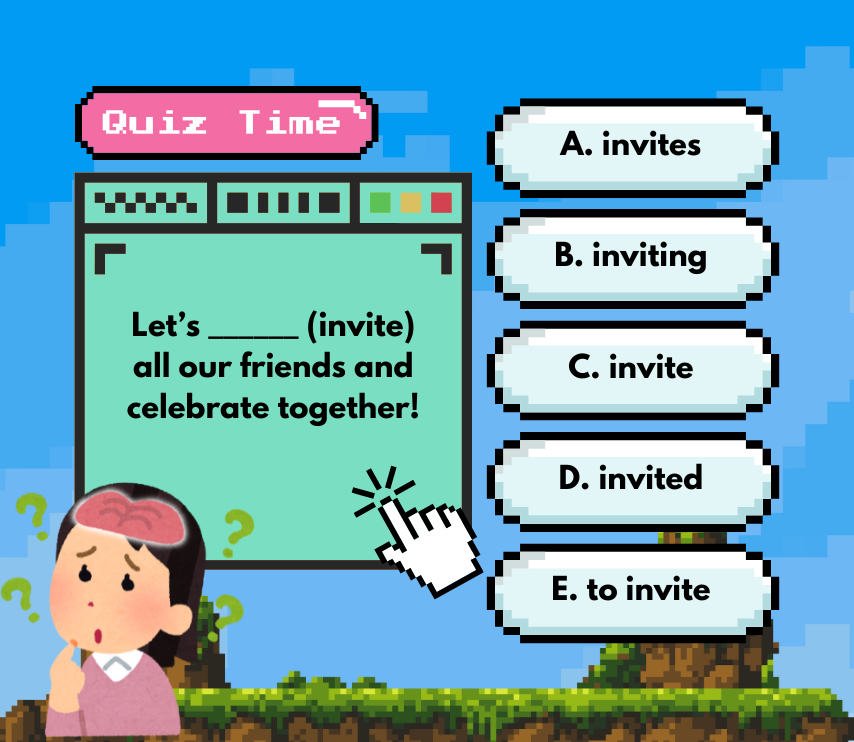 Quiz Time
Let's ______ (invite)
all our friends and
celebrate together!
A. invites
B. inviting
C. invite
D. invited
E. to invite
? 
?
?
?